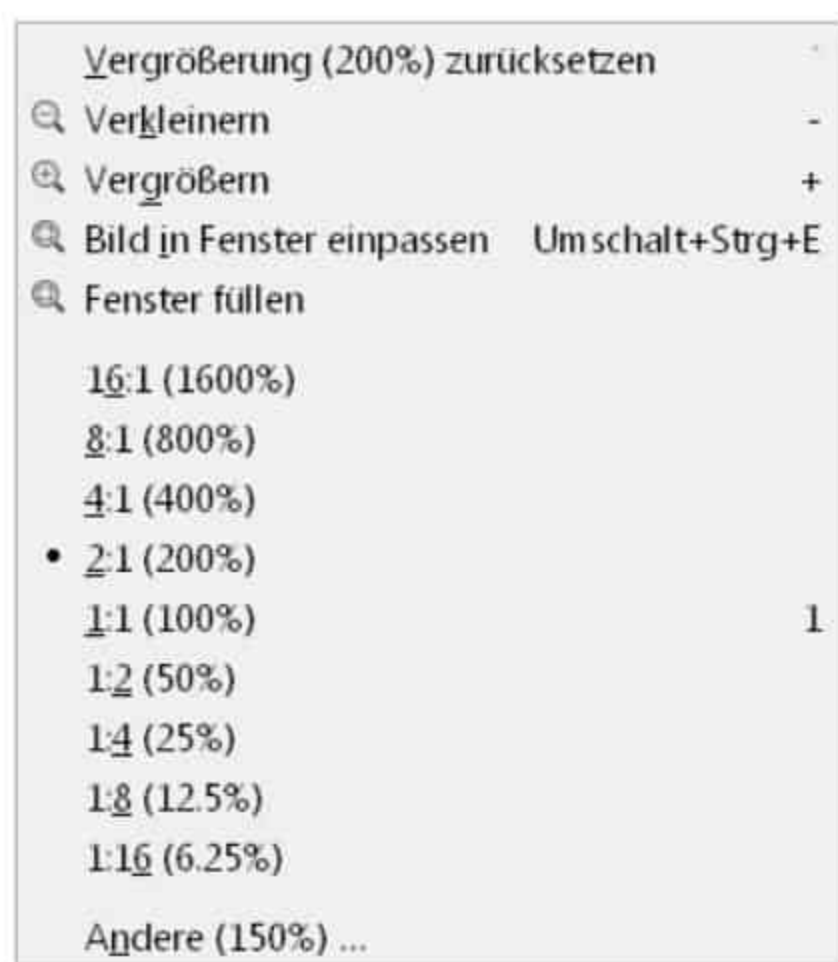 Vergrößerung (200%) zurücksetzen `
Verkleinern -
Vergrößern +
Bild in Fenster einpassen Umschalt+Strg+E
Fenster füllen
16:1 (1600%)
8:1 (800%)
4:1 (400%)
2:1 (200%)
1:1 (100%) 1
1:2 (50%)
1:4 (25%)
1:8 (12.5%)
1:16 (6.25%)
Andere (150%) ...